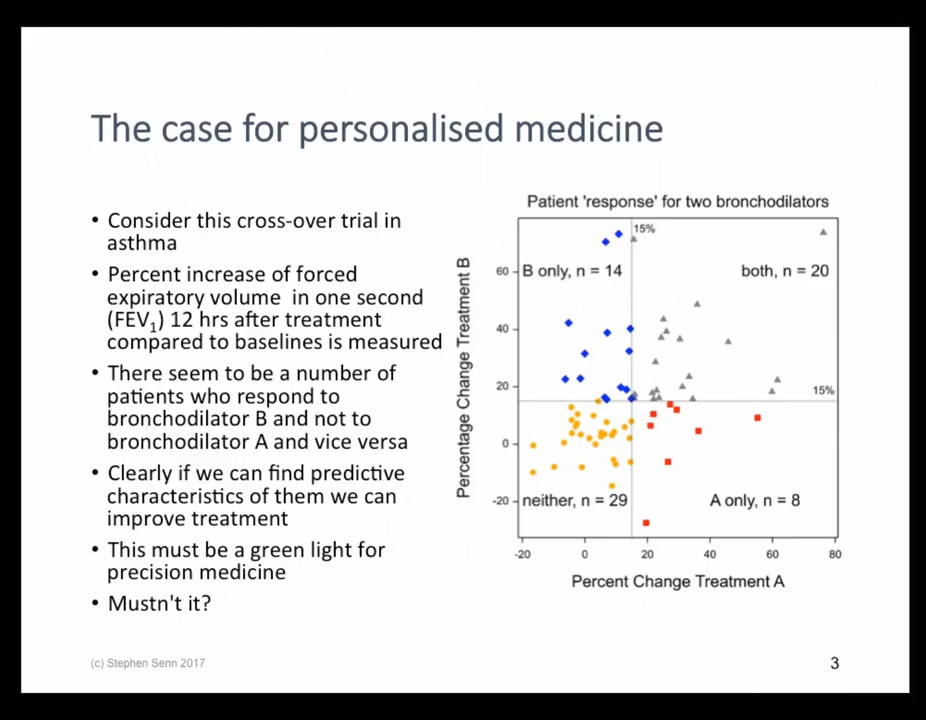 The case for personalised medicine
• Consider this cross-over trial in
asthma
• Percent increase of forced
expiratory volume in one second
(FEV1) 12 hrs after treatment
compared to baselines is measured
• There seem to be a number of
patients who respond to
bronchodilator B and not to
bronchodilator A and vice versa
• Clearly if we can find predictive
characteristics of them we can
improve treatment
• This must be a green light for
precision medicine
• Mustn't it?
Patient 'response' for two bronchodilators
15%
B only, n = 14
both, n = 20
15%
neither, n = 29
A only, n = 8
Percentage Change Treatment B
60
40
20
0
-20
-20 0 20 40 60 80
Percent Change Treatment A
(c) Stephen Senn 2017
3